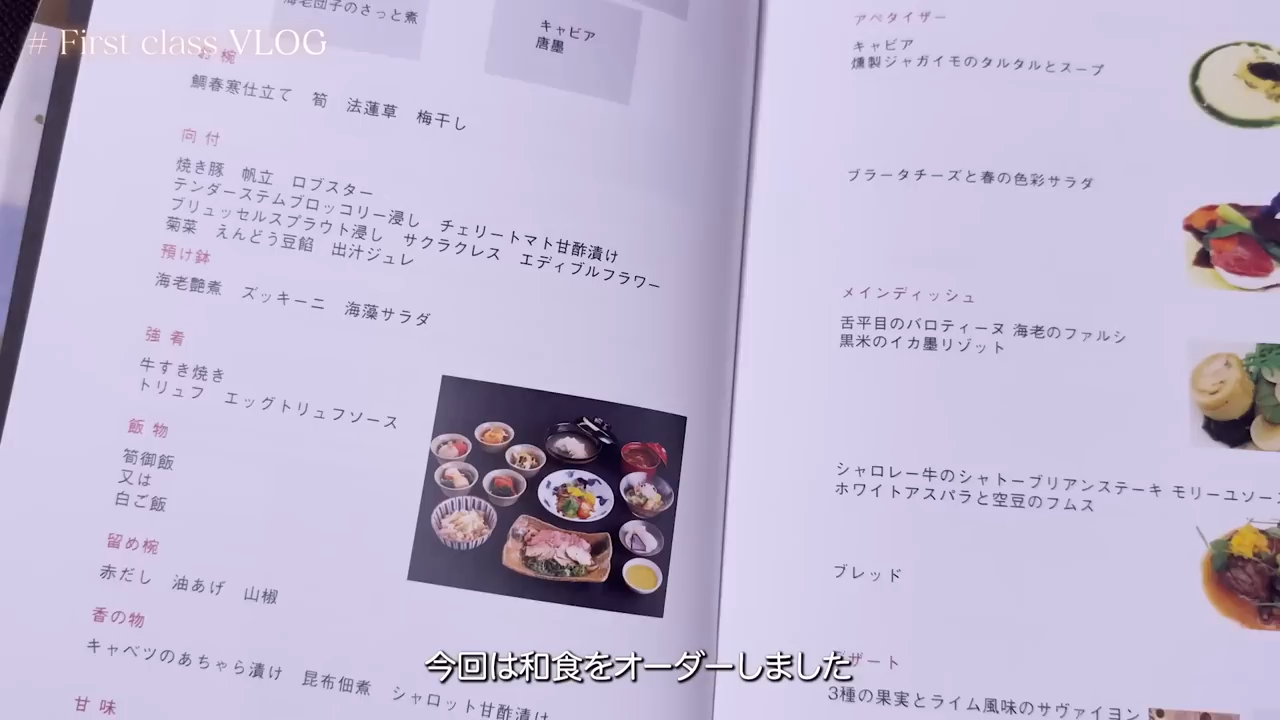 # First class VLOG
海老団子のさっと煮
キャビア
唐墨
お 椀
鯛春寒仕立て 筍 法蓮草 梅干し
向 付
焼き豚 帆立 ロブスター
テンダーステムブロッコリー浸し チェリートマト甘酢漬け
ブリュッセルスプラウト浸し サクラクレス エディブルフラワー
菊菜 えんどう豆餡 出汁ジュレ
預け鉢
海老艶煮 ズッキーニ 海藻サラダ
強 肴
牛すき焼き
トリュフ エッグトリュフソース
飯 物
筍御飯
又は
白ご飯
留め椀
赤だし 油あげ 山椒
香の物
キャベツのあちゃら漬け 昆布佃煮 シャロット甘酢漬け
甘 味
アペタイザー
キャビア
燻製ジャガイモのタルタルとスープ
ブラータチーズと春の色彩サラダ
メインディッシュ
舌平目のバロティーヌ 海老のファルシ
黒米のイカ墨リゾット
シャロレー牛のシャトーブリアンステーキ モリーユソース
ホワイトアスパラと空豆のフムス
ブレッド
デザート
3種の果実とライム風味のサヴァイヨン
今回は和食をオーダーしました